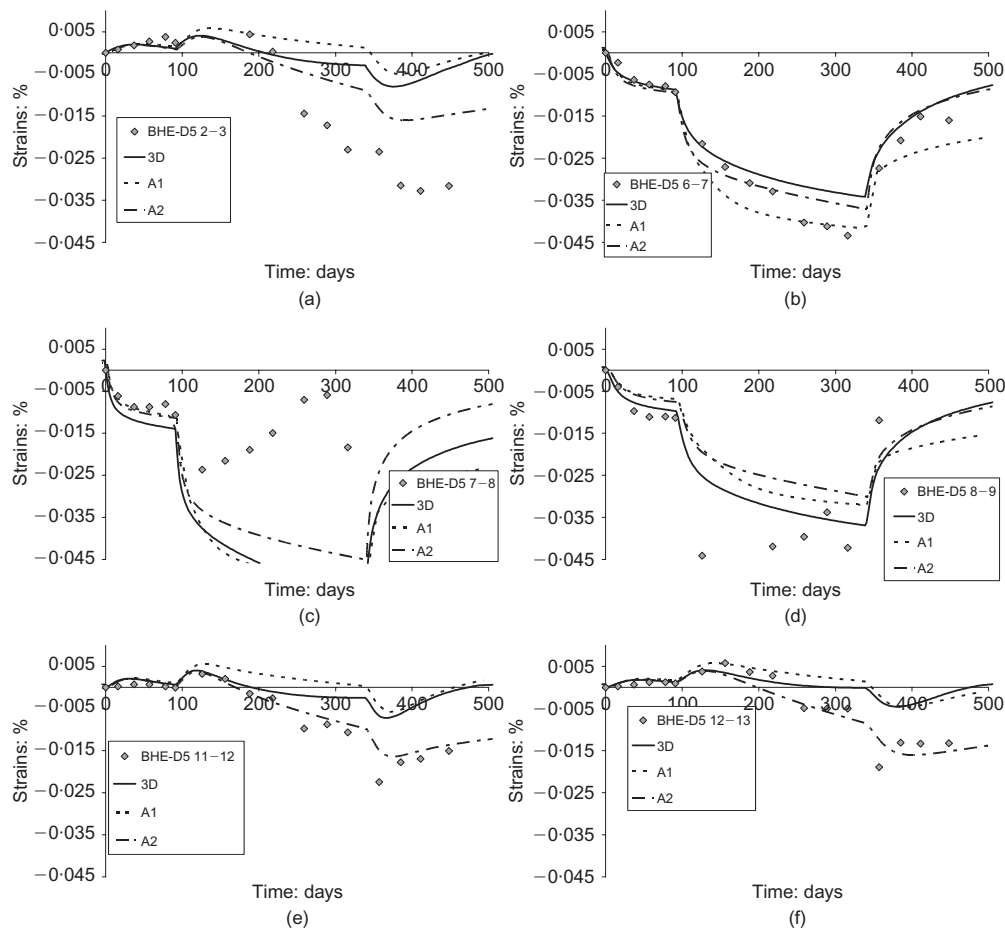 0·005
0
−0·005
−0·015
−0·025
−0·035
−0·045
100
200
300
400
500
Strains: %
BHE-D5 2−3
3D
A1
A2
Time: days
(a)
0·005
0
−0·005
−0·015
−0·025
−0·035
−0·045
100
200
300
400
500
Strains: %
BHE-D5 6−7
3D
A1
A2
Time: days
(b)
0·005
0
−0·005
−0·015
−0·025
−0·035
−0·045
100
200
300
400
500
Strains: %
BHE-D5 7−8
3D
A1
A2
Time: days
(c)
0·005
0
−0·005
−0·015
−0·025
−0·035
−0·045
100
200
300
400
500
Strains: %
BHE-D5 8−9
3D
A1
A2
Time: days
(d)
0·005
0
−0·005
−0·015
−0·025
−0·035
−0·045
100
200
300
400
500
Strains: %
BHE-D5 11−12
3D
A1
A2
Time: days
(e)
0·005
0
−0·005
−0·015
−0·025
−0·035
−0·045
100
200
300
400
500
Strains: %
BHE-D5 12−13
3D
A1
A2
Time: days
(f)